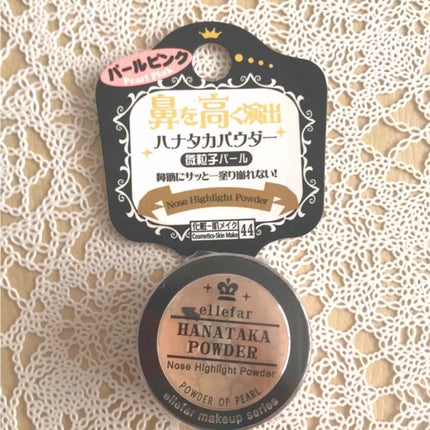 パールピンク
Pearl Pink
鼻を高く演出
ハナタカパウダー
微粒子パール
鼻筋にサッと一塗り崩れない!
Nose Highlight Powder
化粧-肌メイク 44
Cosmetics-Skin Make
ellefar
HANATAKA
POWDER
Nose Highlight Powder
POWDER OF PEARL
ellefar makeup series